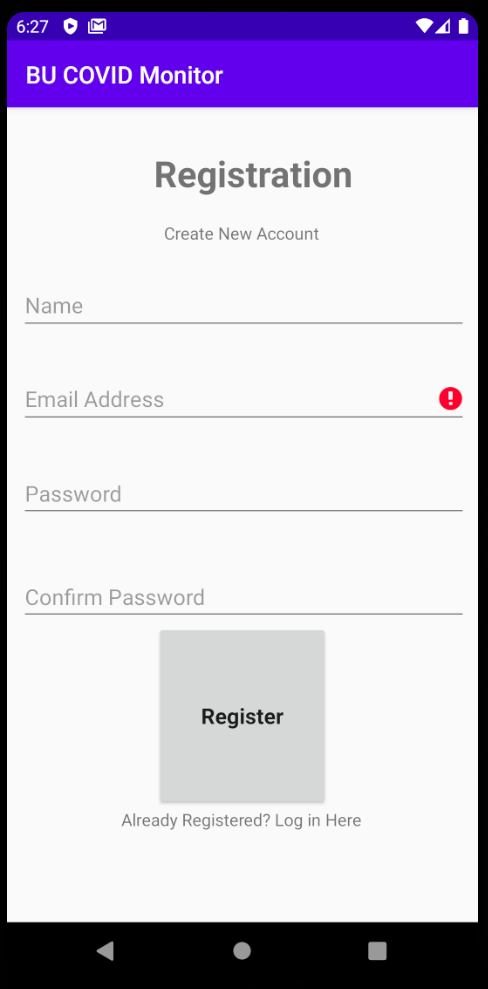 6:27
BU COVID Monitor
Registration
Create New Account
Name
Email Address
Password
Confirm Password
Register
Already Registered? Log in Here